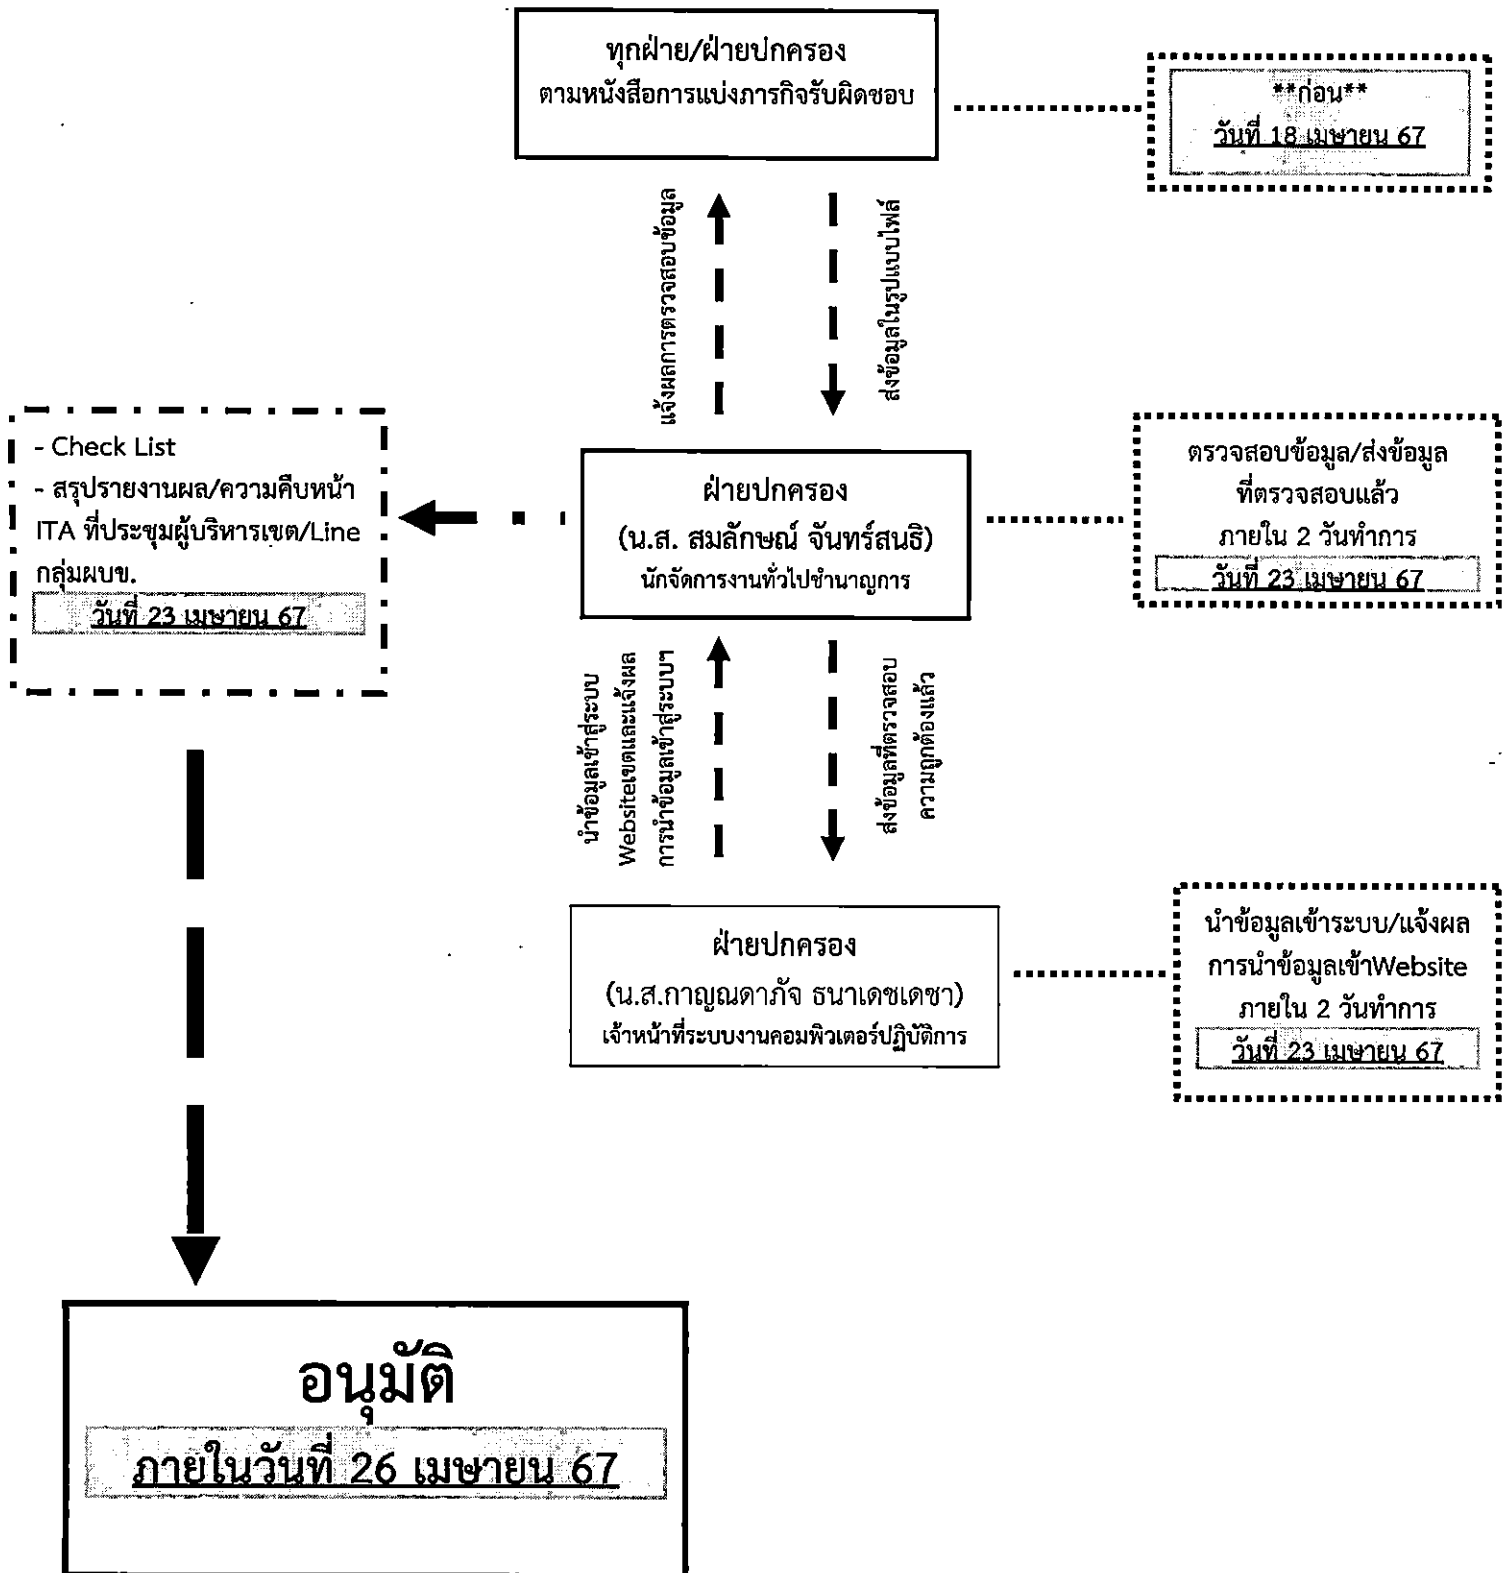 ทุกฝ่าย/ฝ่ายปกครอง
ตามหนังสือการแบ่งภารกิจรับผิดชอบ
**ก่อน**
วันที่ 18 เมษายน 67
แจ้งผลการตรวจสอบข้อมูล
ส่งข้อมูลในรูปแบบไฟล์
- Check List
- สรุปรายงานผล/ความคืบหน้า
ITA ที่ประชุมผู้บริหารเขต/Line
กลุ่มผบข.
วันที่ 23 เมษายน 67
ฝ่ายปกครอง
(น.ส. สมลักษณ์ จันทร์สนธิ)
นักจัดการงานทั่วไปชำนาญการ
ตรวจสอบข้อมูล/ส่งข้อมูล
ที่ตรวจสอบแล้ว
ภายใน 2 วันทำการ
วันที่ 23 เมษายน 67
นำข้อมูลเข้าสู่ระบบ
Websiteเขตและแจ้งผล
การนำข้อมูลเข้าสู่ระบบฯ
ส่งข้อมูลที่ตรวจสอบ
ความถูกต้องแล้ว
ฝ่ายปกครอง
(น.ส.กาญณดาภัจ ธนาเดชเดชา)
เจ้าหน้าที่ระบบงานคอมพิวเตอร์ปฏิบัติการ
นำข้อมูลเข้าระบบ/แจ้งผล
การนำข้อมูลเข้าWebsite
ภายใน 2 วันทำการ
วันที่ 23 เมษายน 67
อนุมัติ
ภายในวันที่ 26 เมษายน 67